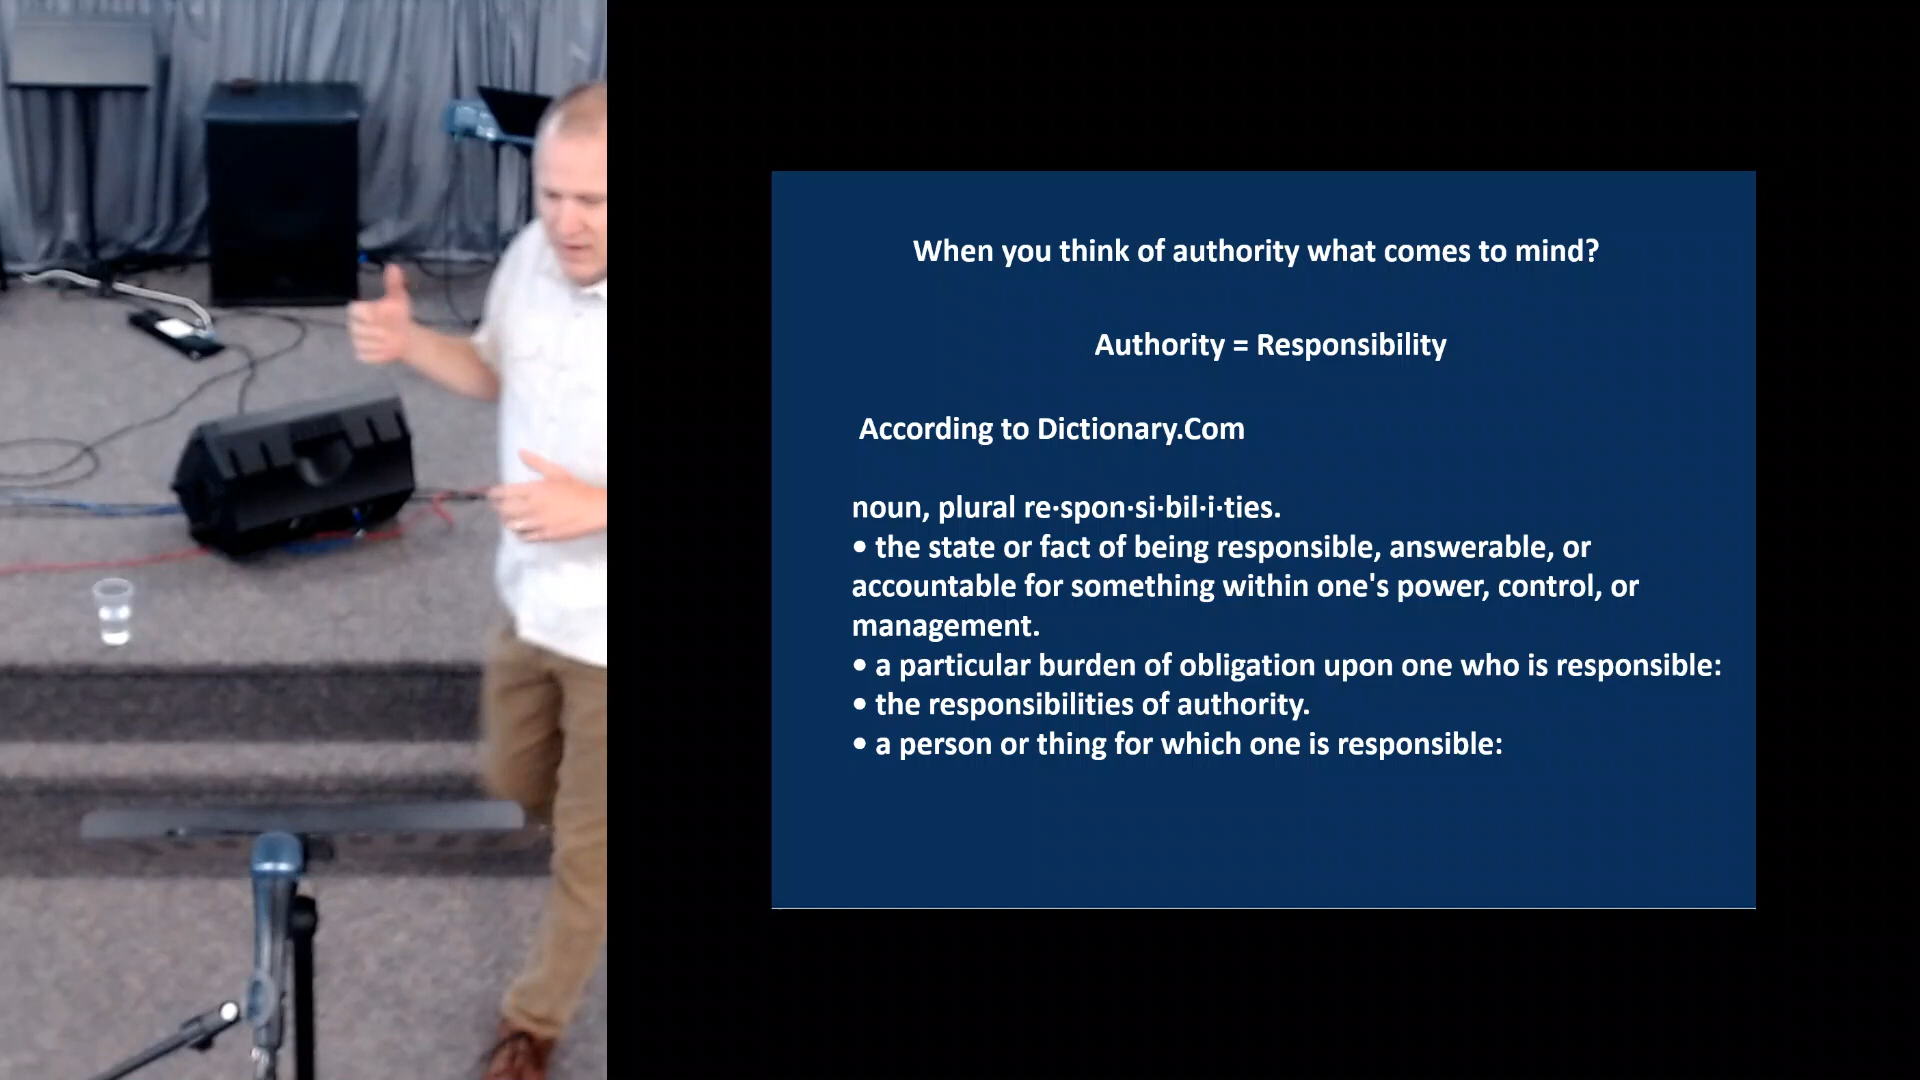 When you think of authority what comes to mind?
Authority = Responsibility
According to Dictionary.Com
noun, plural re·spon·si·bil·i·ties.
• the state or fact of being responsible, answerable, or
accountable for something within one's power, control, or
management.
• a particular burden of obligation upon one who is responsible:
• the responsibilities of authority.
• a person or thing for which one is responsible: